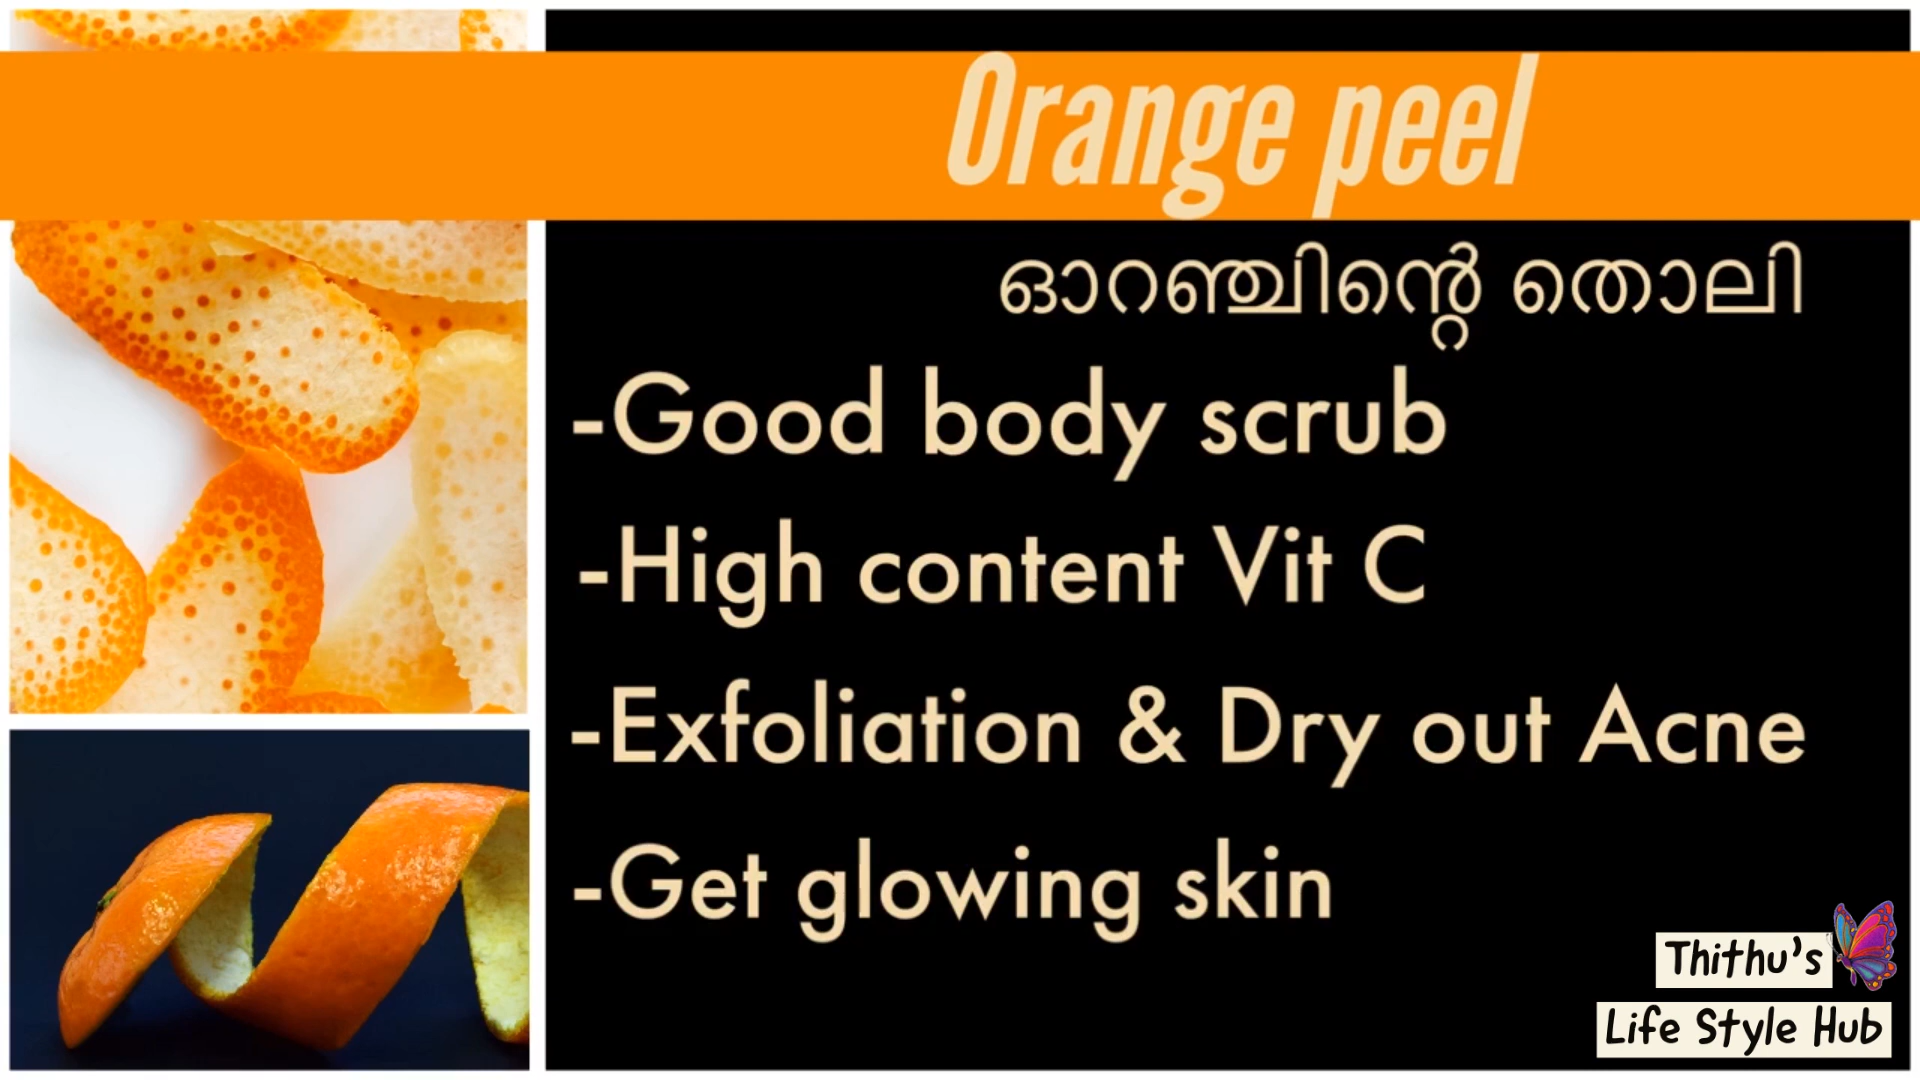 Orange peel
ഓറഞ്ചിന്റെ തൊലി
-Good body scrub
-High content Vit C
-Exfoliation & Dry out Acne
-Get glowing skin
Thithu's
Life Style Hub